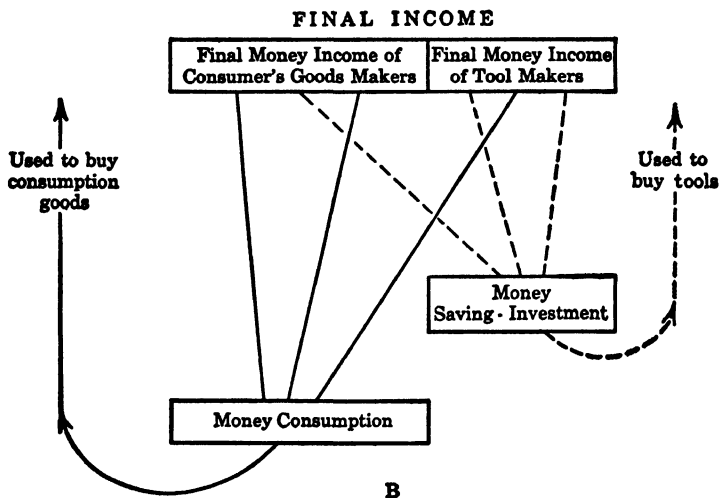 FINAL INCOME
Final Money Income of
Consumer's Goods Makers
Final Money Income
of Tool Makers
Used to buy
consumption
goods
Used to
buy tools
Money
Saving - Investment
Money Consumption
B